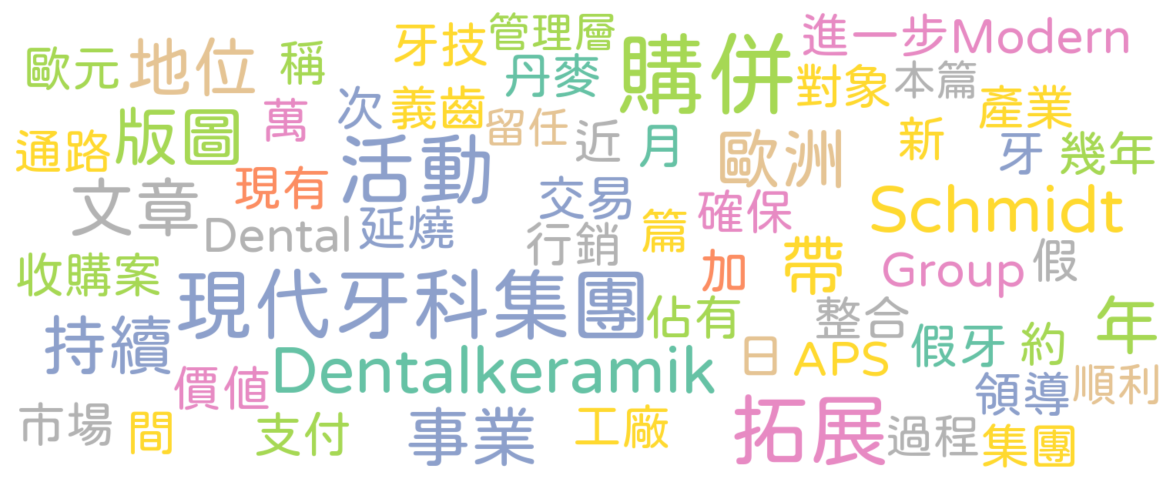 牙技 管理層 進一步 Modern
歐元 地位 稱 丹麥 購併 對象 本篇
萬 次 義齒 留任 產業
通路 版圖 活動 近 月 歐洲 新 牙 幾年
文章 現有 交易 確保 Schmidt
Dental 延燒 行銷 篇
收購案 現代牙科集團 加 帶 Group 假
持續 佔有 整合 假牙 約 年
價值 Dentalkeramik 日 APS 領導 順利
市場 間 支付 事業 工廠 拓展 過程 集團